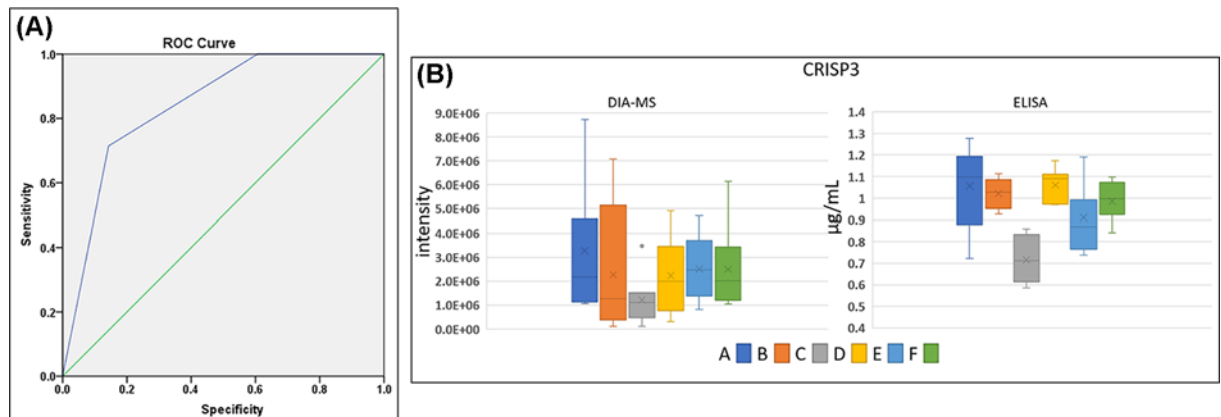 (A)
ROC Curve
Sensitivity
1.0
0.8
0.6
0.4
0.2
0.0
0.0 0.2 0.4 0.6 0.8 1.0
Specificity
(B)
CRISP3
DIA-MS
intensity
9.0E+06
8.0E+06
7.0E+06
6.0E+06
5.0E+06
4.0E+06
3.0E+06
2.0E+06
1.0E+06
0.0E+00
ELISA
µg/mL
1.4
1.3
1.2
1.1
1
0.9
0.8
0.7
0.6
0.5
0.4
A B C D E F